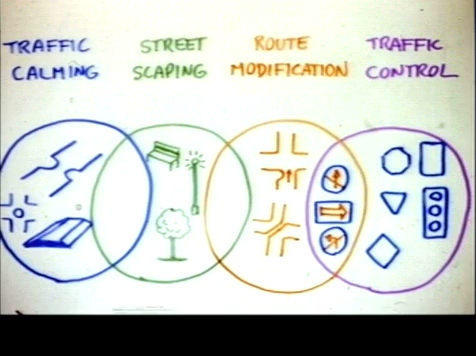 TRAFFIC
CALMING
STREET
SCAPING
ROUTE
MODIFICATION
TRAFFIC
CONTROL